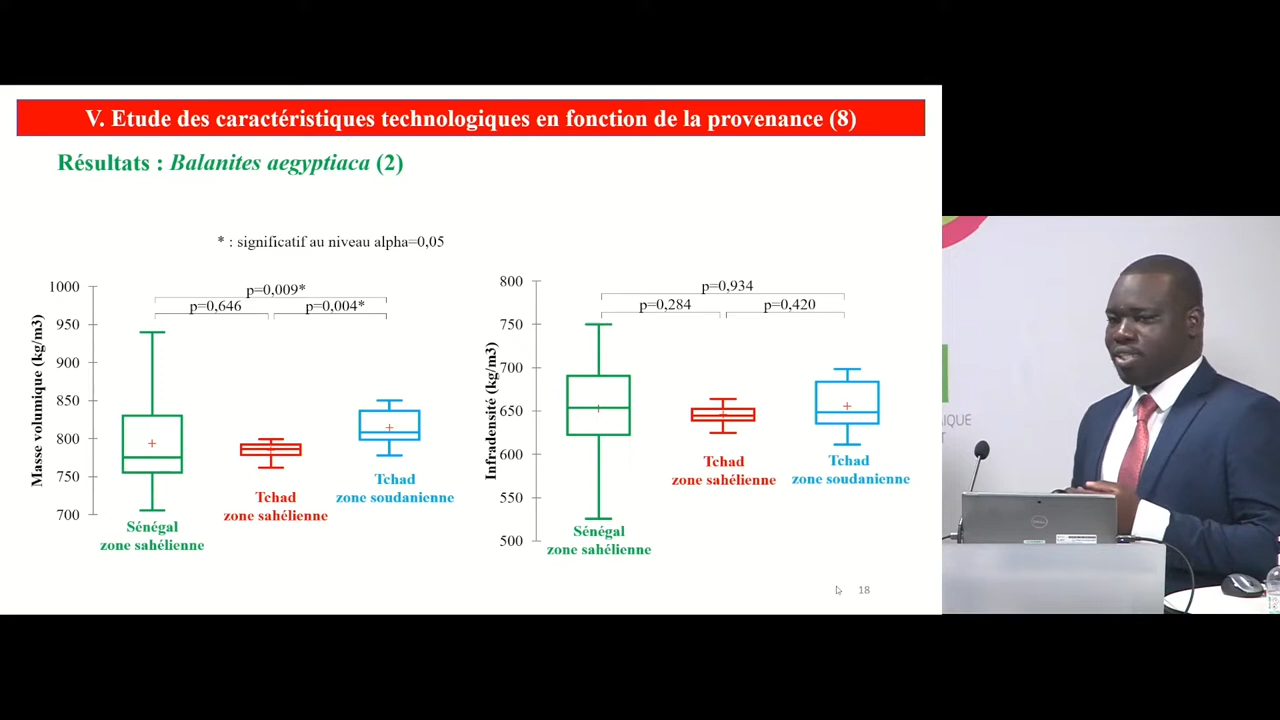 V. Etude des caractéristiques technologiques en fonction de la provenance (8)
Résultats : Balanites aegyptiaca (2)
* : significatif au niveau alpha=0,05
Masse volumique (kg/m3)
1000
950
900
850
800
750
700
p=0,009*
p=0,646
p=0,004*
Sénégal
zone sahélienne
Tchad
zone sahélienne
Tchad
zone soudanienne
Infradensité (kg/m3)
800
750
700
650
600
550
500
p=0,934
p=0,284
p=0,420
Sénégal
zone sahélienne
Tchad
zone sahélienne
Tchad
zone soudanienne
18
AÏQUE
T
DELL